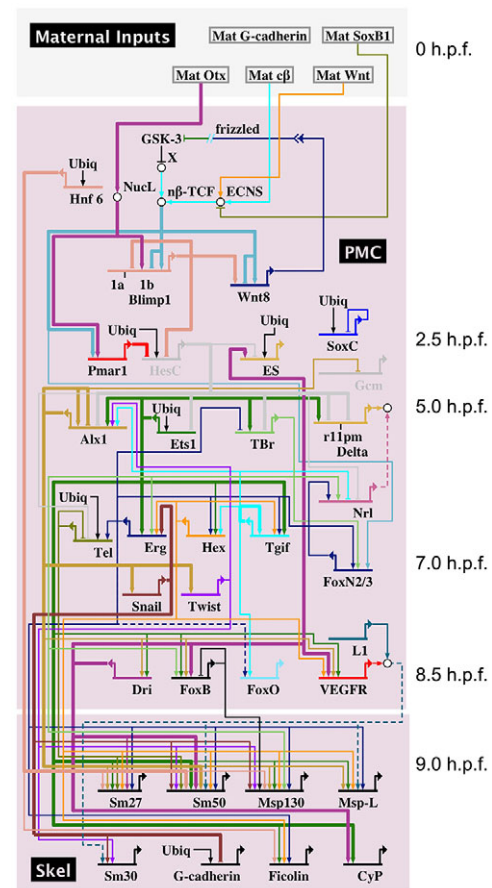 Maternal Inputs
Mat G-cadherin
Mat SoxB1
0 h.p.f.
Mat Otx
Mat cβ
Mat Wnt
frizzled
GSK-3
Ubiq
X
Hnf 6
NucL
nβ-TCF
ECNS
PMC
1a
1b
Blimp1
Wnt8
Ubiq
SoxC
2.5 h.p.f.
Ubiq
Ubiq
Pmar1
HesC
ES
Gcm
5.0 h.p.f.
Ubiq
Alx1
Ets1
TBr
r11pm
Delta
Ubiq
Nrl
Tel
Erg
Hex
Tgif
7.0 h.p.f.
FoxN2/3
Snail
Twist
L1
8.5 h.p.f.
Dri
FoxB
FoxO
VEGFR
9.0 h.p.f.
Sm27
Sm50
Msp130
Msp-L
Ubiq
Skel
Sm30
G-cadherin
Ficolin
CyP